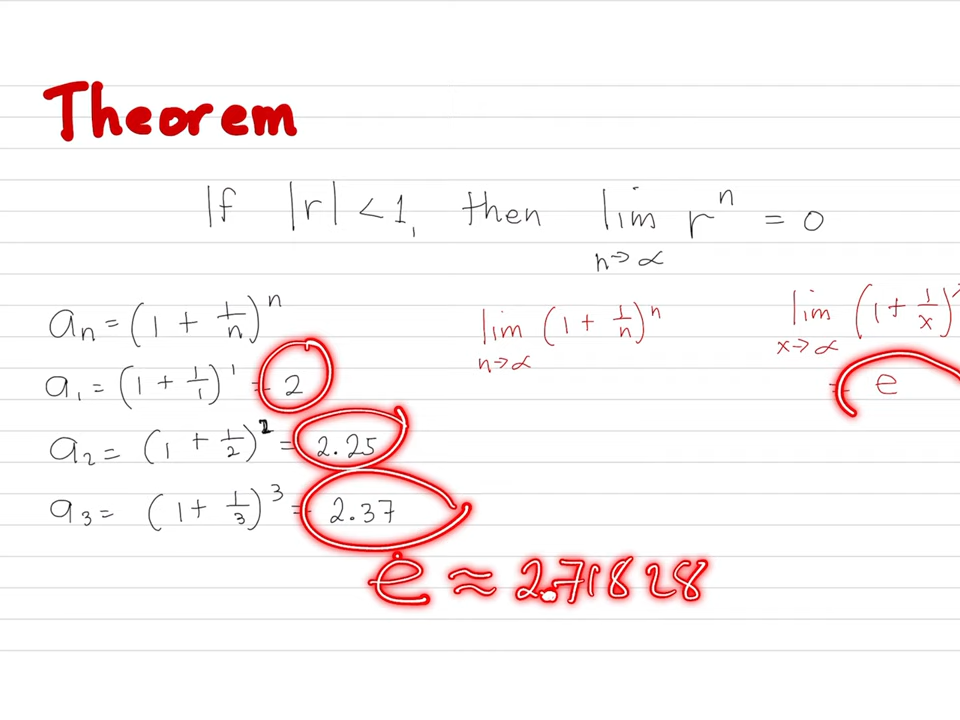 Theorem
If |r| < 1, then lim r^n = 0
n→∝
a_n = (1 + 1/n)^n
lim (1 + 1/n)^n
n→∝
lim (1 + 1/x)
x→∝
= e
a_1 = (1 + 1/1)^1 = 2
a_2 = (1 + 1/2)^2 = 2.25
a_3 = (1 + 1/3)^3 = 2.37
e ≈ 2.71828